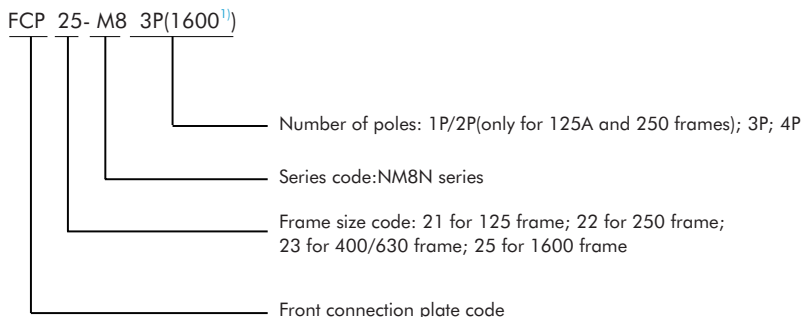 FCP 25- M8 3P(1600¹⁾)
Number of poles: 1P/2P(only for 125A and 250 frames); 3P; 4P
Series code:NM8N series
Frame size code: 21 for 125 frame; 22 for 250 frame;
23 for 400/630 frame; 25 for 1600 frame
Front connection plate code